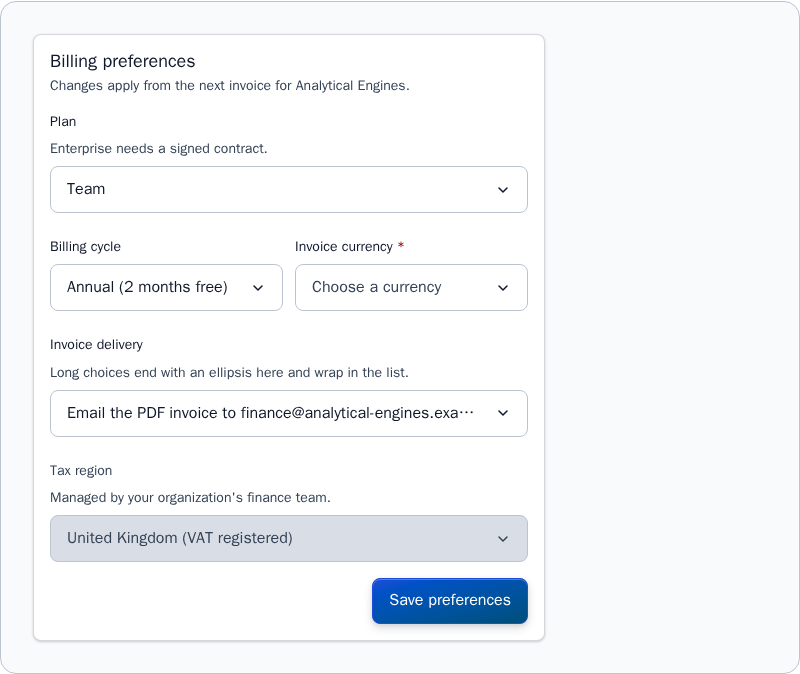 Billing preferences
Changes apply from the next invoice for Analytical Engines.
Plan
Enterprise needs a signed contract.
Team
Billing cycle
Invoice currency *
Annual (2 months free)
Choose a currency
Invoice delivery
Long choices end with an ellipsis here and wrap in the list.
Email the PDF invoice to finance@analytical-engines.exa…
Tax region
Managed by your organization's finance team.
United Kingdom (VAT registered)
Save preferences